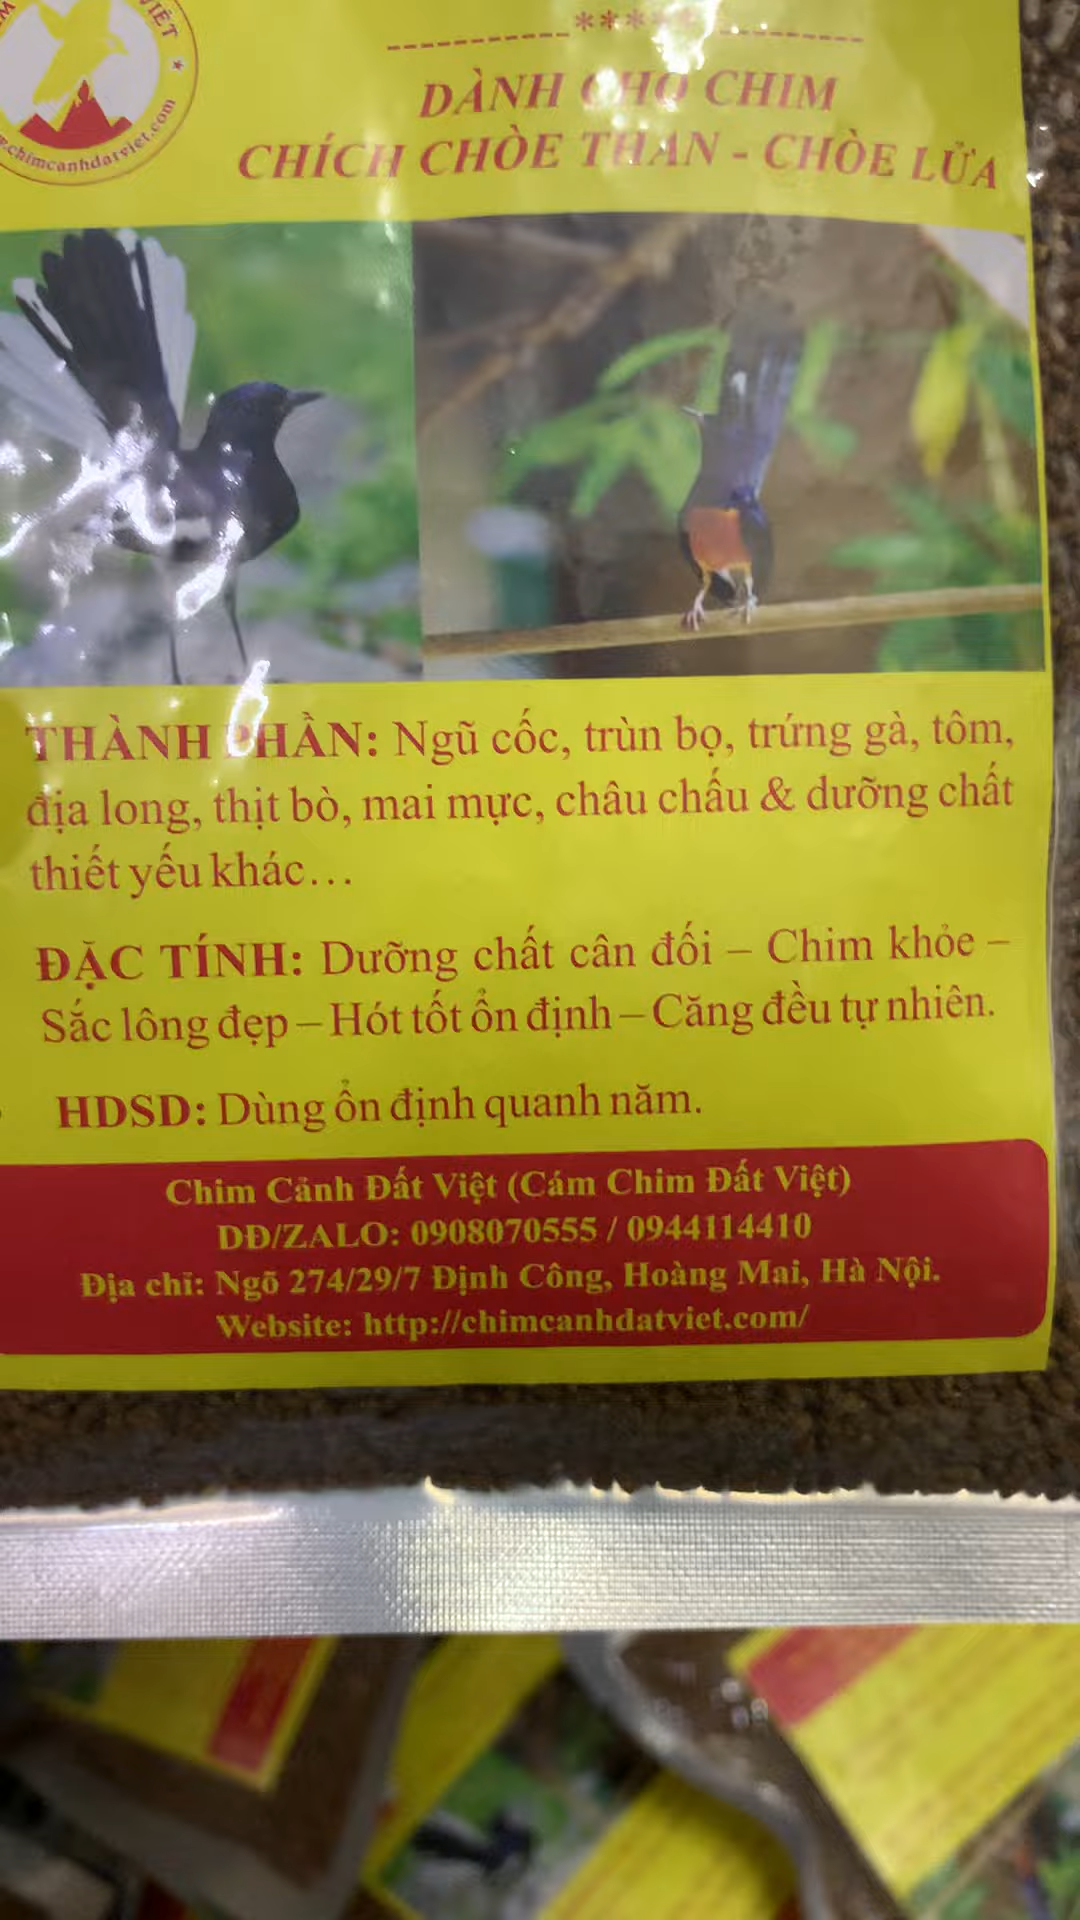 VIỆT
www.chimcanhdatviet.com
*****
DÀNH CHO CHIM
CHÍCH CHÒE THAN - CHÒE LỬA
THÀNH PHẦN: Ngũ cốc, trùn bọ, trứng gà, tôm,
địa long, thịt bò, mai mực, châu chấu & dưỡng chất
thiết yếu khác...
ĐẶC TÍNH: Dưỡng chất cân đối – Chim khỏe –
Sắc lông đẹp – Hót tốt ổn định – Căng đều tự nhiên.
HDSD: Dùng ổn định quanh năm.
Chim Cảnh Đất Việt (Cám Chim Đất Việt)
DĐ/ZALO: 0908070555 / 0944114410
Địa chỉ: Ngõ 274/29/7 Định Công, Hoàng Mai, Hà Nội.
Website: http://chimcanhdatviet.com/